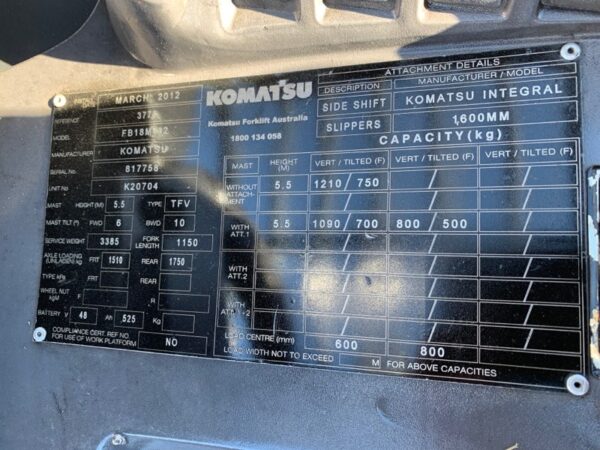 MARCH 2012
REFERENCE 377A
MODEL
MANUFACTURER KOMATSU
SERIAL No. 817758
UNIT No K20704
MAST HEIGHT (M) 5.5 TYPE TFV
MAST TILT (°) FWD 6 BWD 10
SERVICE WEIGHT 3385 FORK LENGTH 1150
AXLE LOADING (UNLADEN) kg FRT 1510 REAR 1750
TYPE kPa FRT REAR
WHEEL NUT kgM F R
BATTERY V 48 AH 525 Kg
COMPLIANCE CERT. REF NO FOR USE OF WORK PLATFORM NO
KOMATSU
Komatsu Forklift Australia
1800 134 058
ATTACHMENT DETAILS
DESCRIPTION MANUFACTURER / MODEL
SIDE SHIFT KOMATSU INTEGRAL
SLIPPERS 1,600MM
CAPACITY (kg)
MAST HEIGHT (M) VERT / TILTED (F) VERT / TILTED (F) VERT / TILTED (F)
WITHOUT ATTACH- MENT 5.5 1210 / 750 / /
WITH ATT.1 5.5 1090 / 700 800 / 500 /
WITH ATT.2 / / /
WITH ATT. 1+2 / / /
LOAD CENTRE (mm) 600 800
LOAD WIDTH NOT TO EXCEED M FOR ABOVE CAPACITIES